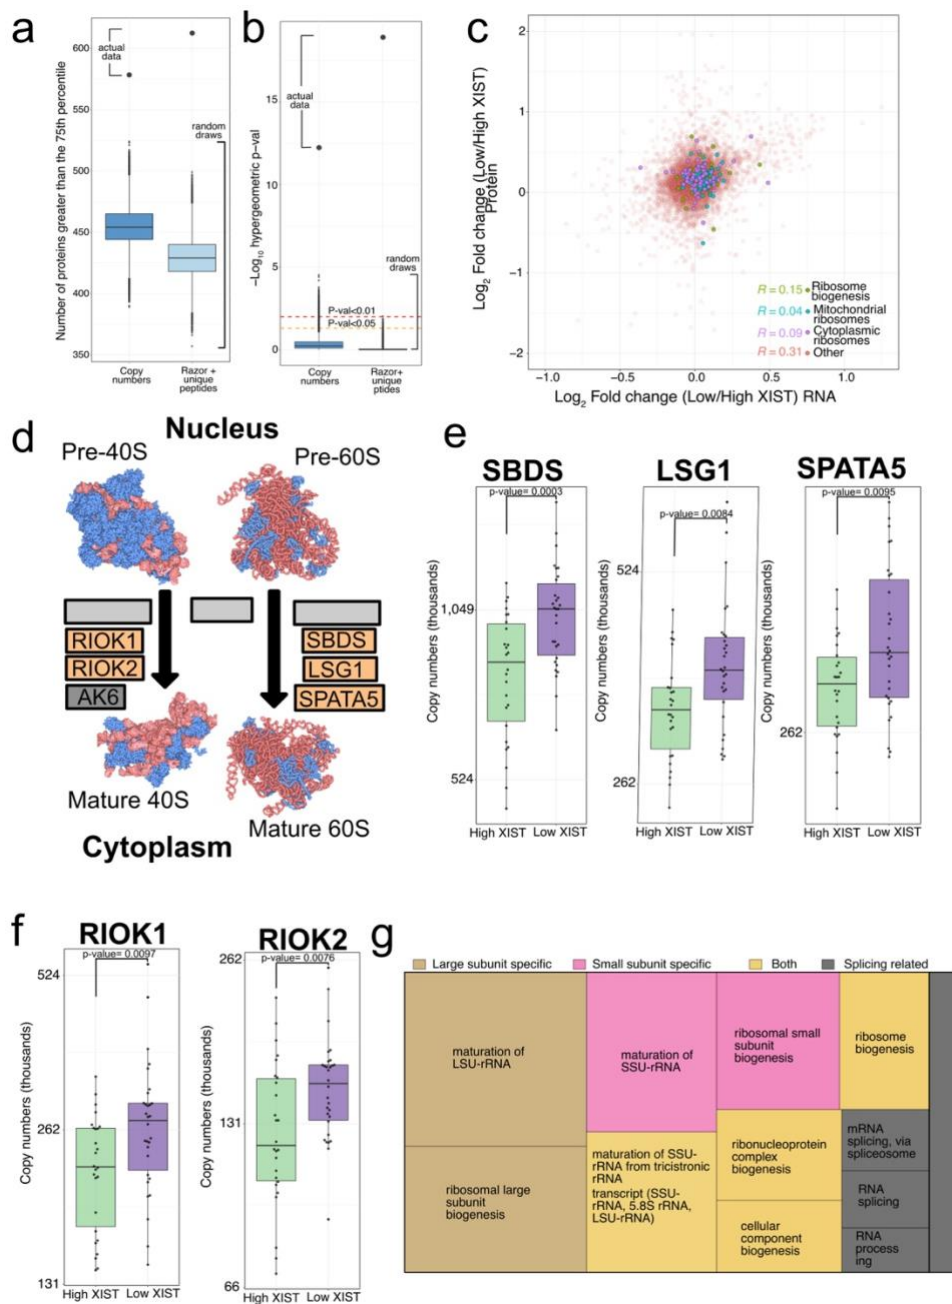 a
Number of proteins greater than the 75th percentile
600
550
500
450
400
350
actual
data
random
draws
Copy
numbers
Razor +
unique
peptides
b
−Log10 hypergeometric p-val
15
10
5
0
actual
data
random
draws
P-val<0.01
P-val<0.05
Copy
numbers
Razor+
unique
ptides
c
Log2 Fold change (Low/High XIST)
Protein
2
1
0
−1
−2
R = 0.15 Ribosome
biogenesis
R = 0.04 Mitochondrial
ribosomes
R = 0.09 Cytoplasmic
ribosomes
R = 0.31 Other
−1.0 −0.5 0.0 0.5 1.0
Log2 Fold change (Low/High XIST) RNA
d
Nucleus
Pre-40S
Pre-60S
RIOK1
RIOK2
AK6
SBDS
LSG1
SPATA5
Mature 40S
Mature 60S
Cytoplasm
e
SBDS
p-value= 0.0003
Copy numbers (thousands)
1,049
524
High XIST Low XIST
LSG1
p-value= 0.0084
Copy numbers (thousands)
524
262
High XIST Low XIST
SPATA5
p-value= 0.0095
Copy numbers (thousands)
262
High XIST Low XIST
f
RIOK1
p-value= 0.0097
Copy numbers (thousands)
524
262
131
High XIST Low XIST
RIOK2
p-value= 0.0076
Copy numbers (thousands)
262
131
66
High XIST Low XIST
g
Large subunit specific Small subunit specific Both Splicing related
maturation of
LSU-rRNA
ribosomal large
subunit
biogenesis
maturation of
SSU-rRNA
maturation of SSU-
rRNA from tricistronic
rRNA
transcript (SSU-
rRNA, 5.8S rRNA,
LSU-rRNA)
ribosomal small
subunit
biogenesis
ribonucleoprotein
complex
biogenesis
cellular
component
biogenesis
ribosome
biogenesis
mRNA
splicing, via
spliceosome
RNA
splicing
RNA
process
ing